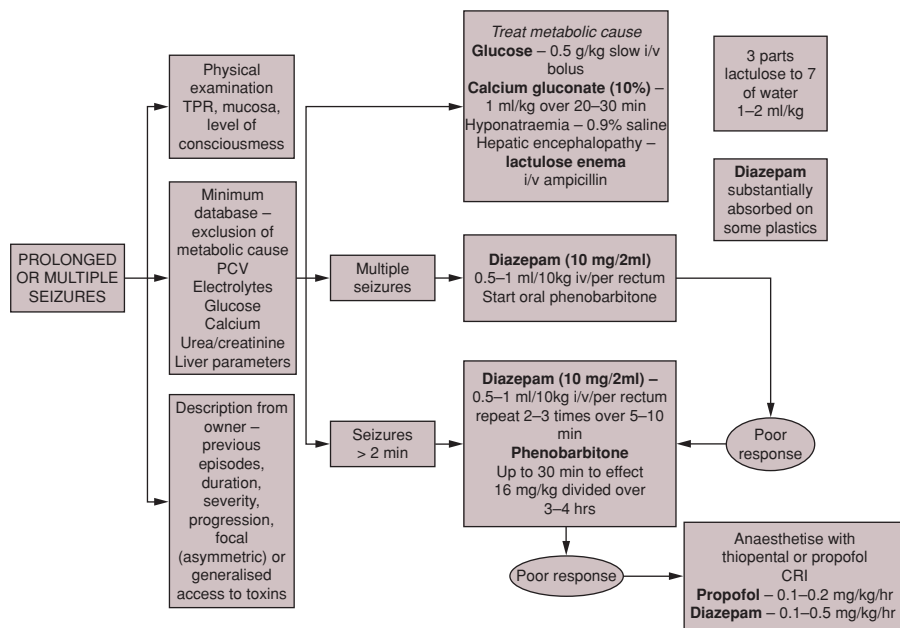 PROLONGED
OR MULTIPLE
SEIZURES
Physical
examination
TPR, mucosa,
level of
consciousmess
Minimum
database –
exclusion of
metabolic cause
PCV
Electrolytes
Glucose
Calcium
Urea/creatinine
Liver parameters
Description from
owner –
previous
episodes,
duration,
severity,
progression,
focal
(asymmetric) or
generalised
access to toxins
Treat metabolic cause
Glucose – 0.5 g/kg slow i/v
bolus
Calcium gluconate (10%) –
1 ml/kg over 20–30 min
Hyponatraemia – 0.9% saline
Hepatic encephalopathy –
lactulose enema
i/v ampicillin
3 parts
lactulose to 7
of water
1–2 ml/kg
Diazepam
substantially
absorbed on
some plastics
Multiple
seizures
Diazepam (10 mg/2ml)
0.5–1 ml/10kg iv/per rectum
Start oral phenobarbitone
Seizures
> 2 min
Diazepam (10 mg/2ml) –
0.5–1 ml/10kg i/v/per rectum
repeat 2–3 times over 5–10
min
Phenobarbitone
Up to 30 min to effect
16 mg/kg divided over
3–4 hrs
Poor
response
Poor response
Anaesthetise with
thiopental or propofol
CRI
Propofol – 0.1–0.2 mg/kg/hr
Diazepam – 0.1–0.5 mg/kg/hr